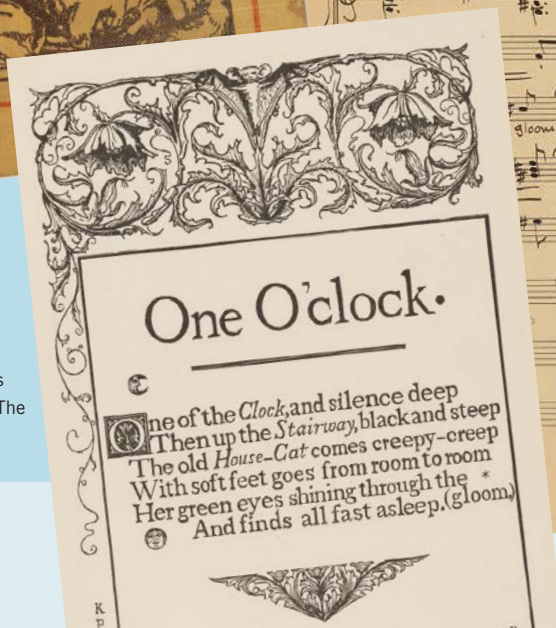 gloom
s
The
One O'clock.
One of the Clock, and silence deep
Then up the Stairway, black and steep
The old House-Cat comes creepy-creep
With soft feet goes from room to room
Her green eyes shining through the *
And finds all fast asleep. (gloom,)
K